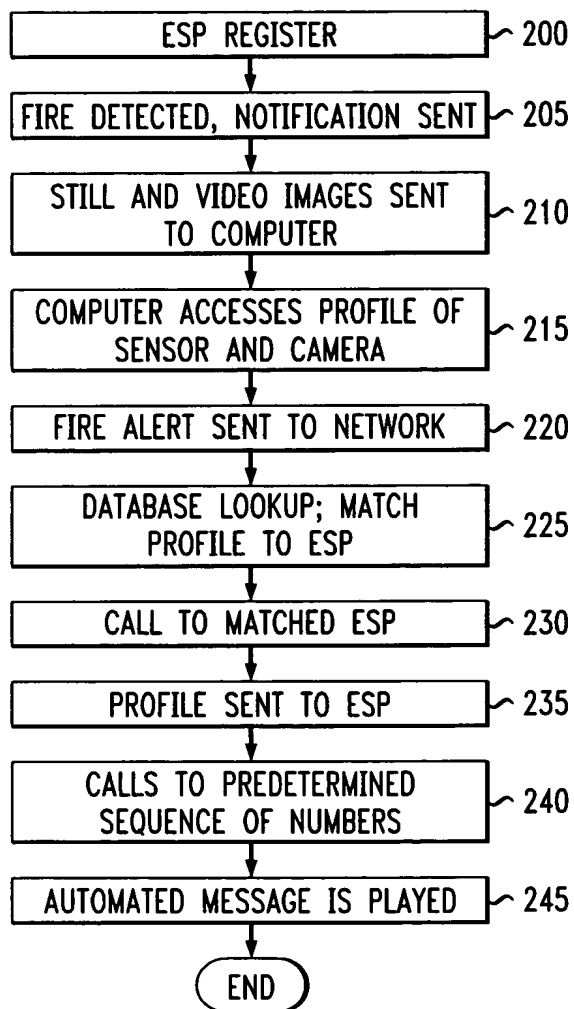 ESP REGISTER 200
FIRE DETECTED, NOTIFICATION SENT 205
STILL AND VIDEO IMAGES SENT
TO COMPUTER 210
COMPUTER ACCESSES PROFILE OF
SENSOR AND CAMERA 215
FIRE ALERT SENT TO NETWORK 220
DATABASE LOOKUP; MATCH
PROFILE TO ESP 225
CALL TO MATCHED ESP 230
PROFILE SENT TO ESP 235
CALLS TO PREDETERMINED
SEQUENCE OF NUMBERS 240
AUTOMATED MESSAGE IS PLAYED 245
END